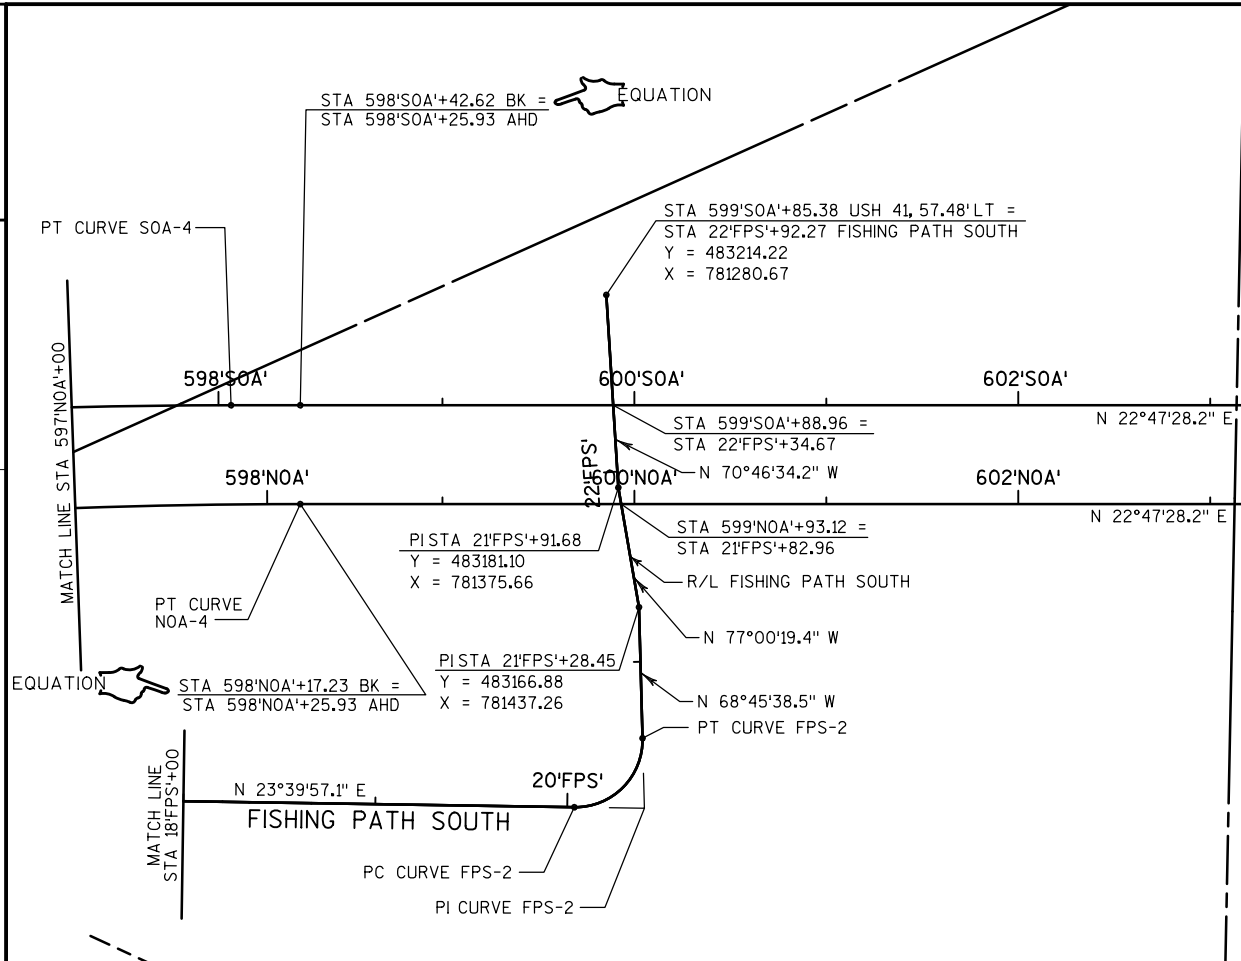 STA 598'SOA'+42.62 BK =
STA 598'SOA'+25.93 AHD
EQUATION
PT CURVE SOA-4
STA 599'SOA'+85.38 USH 41, 57.48' LT =
STA 22'FPS'+92.27 FISHING PATH SOUTH
Y = 483214.22
X = 781280.67
598'SOA'
600'SOA'
602'SOA'
N 22°47'28.2" E
MATCH LINE STA 597'NOA'+00
STA 599'SOA'+88.96 =
STA 22'FPS'+34.67
22'FPS'
N 70°46'34.2" W
598'NOA'
600'NOA'
602'NOA'
N 22°47'28.2" E
PI STA 21'FPS'+91.68
Y = 483181.10
X = 781375.66
STA 599'NOA'+93.12 =
STA 21'FPS'+82.96
R/L FISHING PATH SOUTH
PT CURVE
NOA-4
N 77°00'19.4" W
PI STA 21'FPS'+28.45
Y = 483166.88
X = 781437.26
EQUATION
STA 598'NOA'+17.23 BK =
STA 598'NOA'+25.93 AHD
N 68°45'38.5" W
PT CURVE FPS-2
MATCH LINE
STA 18'FPS'+00
N 23°39'57.1" E
20'FPS'
FISHING PATH SOUTH
PC CURVE FPS-2
PI CURVE FPS-2